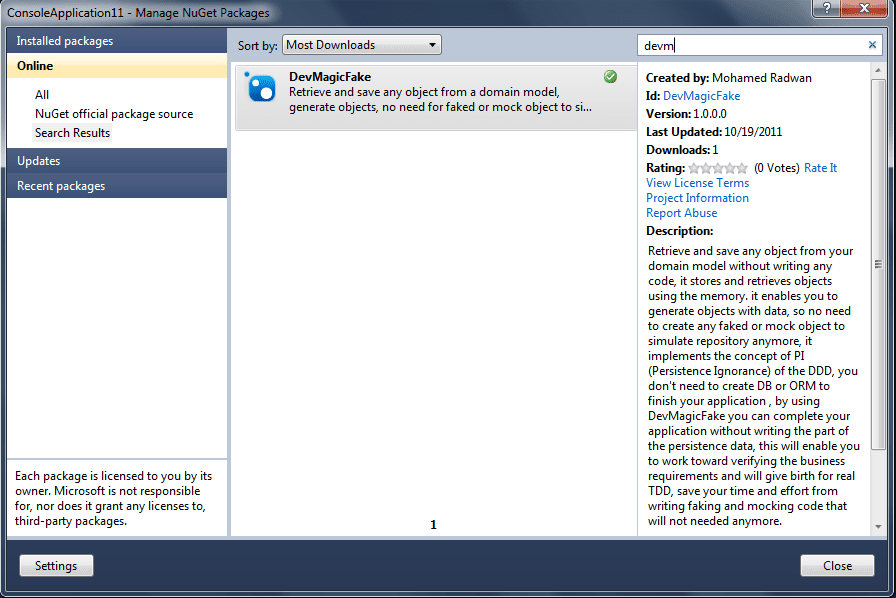 ConsoleApplication11 - Manage NuGet Packages
?
Installed packages
Online
All
NuGet official package source
Search Results
Updates
Recent packages
Each package is licensed to you by its
owner. Microsoft is not responsible
for, nor does it grant any licenses to,
third-party packages.
Sort by: Most Downloads
DevMagicFake
Retrieve and save any object from a domain model,
generate objects, no need for faked or mock object to si...
1
devm
Created by: Mohamed Radwan
Id: DevMagicFake
Version: 1.0.0.0
Last Updated: 10/19/2011
Downloads: 1
Rating: (0 Votes) Rate It
View License Terms
Project Information
Report Abuse
Description:
Retrieve and save any object from your
domain model without writing any
code, it stores and retrieves objects
using the memory. it enables you to
generate objects with data, so no need
to create any faked or mock object to
simulate repository anymore, it
implements the concept of PI
(Persistence Ignorance) of the DDD, you
don't need to create DB or ORM to
finish your application , by using
DevMagicFake you can complete your
application without writing the part of
the persistence data, this will enable you
to work toward verifying the business
requirements and will give birth for real
TDD, save your time and effort from
writing faking and mocking code that
will not needed anymore.
Settings
Close